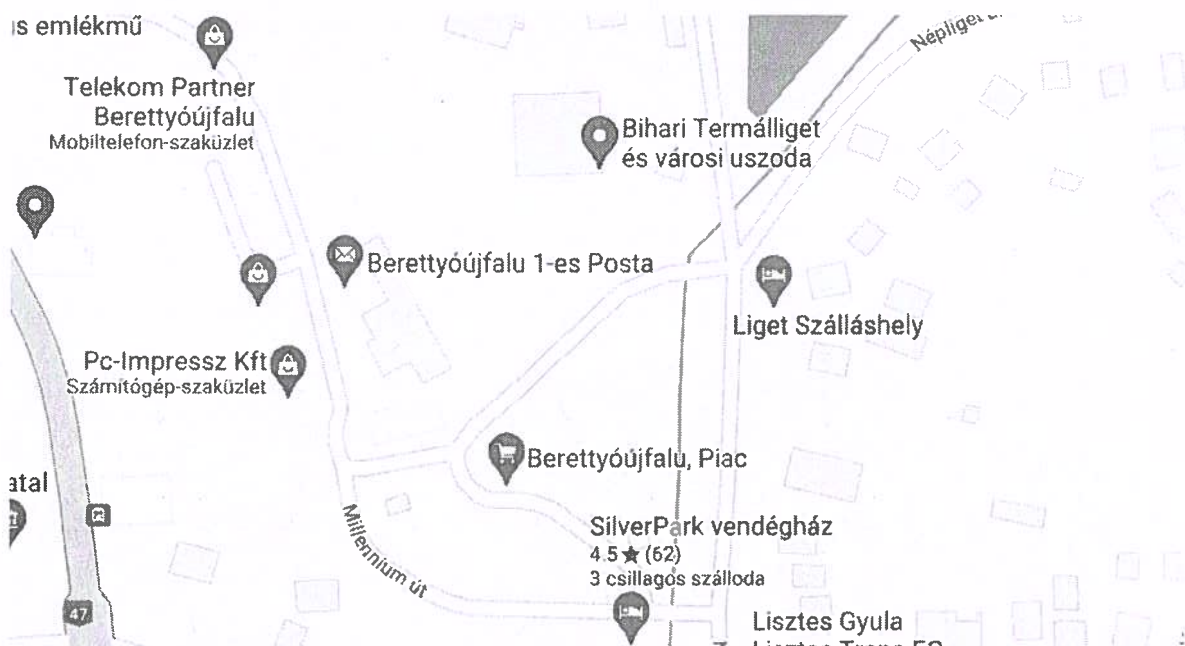 s emlékmű
Telekom Partner
Berettyóújfalu
Mobiltelefon-szaküzlet
Népliget
Bihari Termálliget
és városi uszoda
Berettyóújfalu 1-es Posta
Liget Szálláshely
Pc-Impressz Kft
Számítógép-szaküzlet
Berettyóújfalu, Piac
atal
Millennium út
SilverPark vendégház
4.5 ★ (62)
3 csillagos szálloda
47
Lisztes Gyula